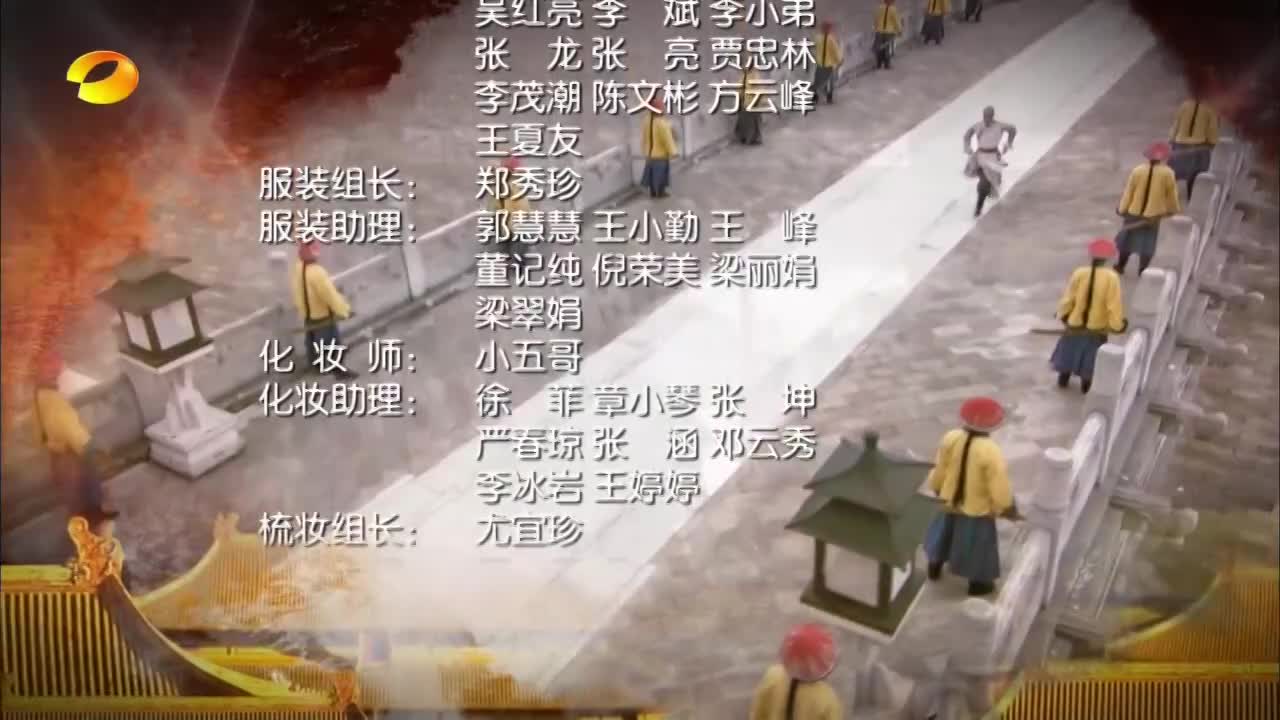 吴红亮 李　斌 李小弟
张　龙 张　亮 贾忠林
李茂潮 陈文彬 方云峰
王夏友
服装组长： 郑秀珍
服装助理： 郭慧慧 王小勤 王　峰
董记纯 倪荣美 梁丽娟
梁翠娟
化 妆 师： 小五哥
化妆助理： 徐　菲 章小琴 张　坤
严春琼 张　涵 邓云秀
李冰岩 王婷婷
梳妆组长： 尤宜珍